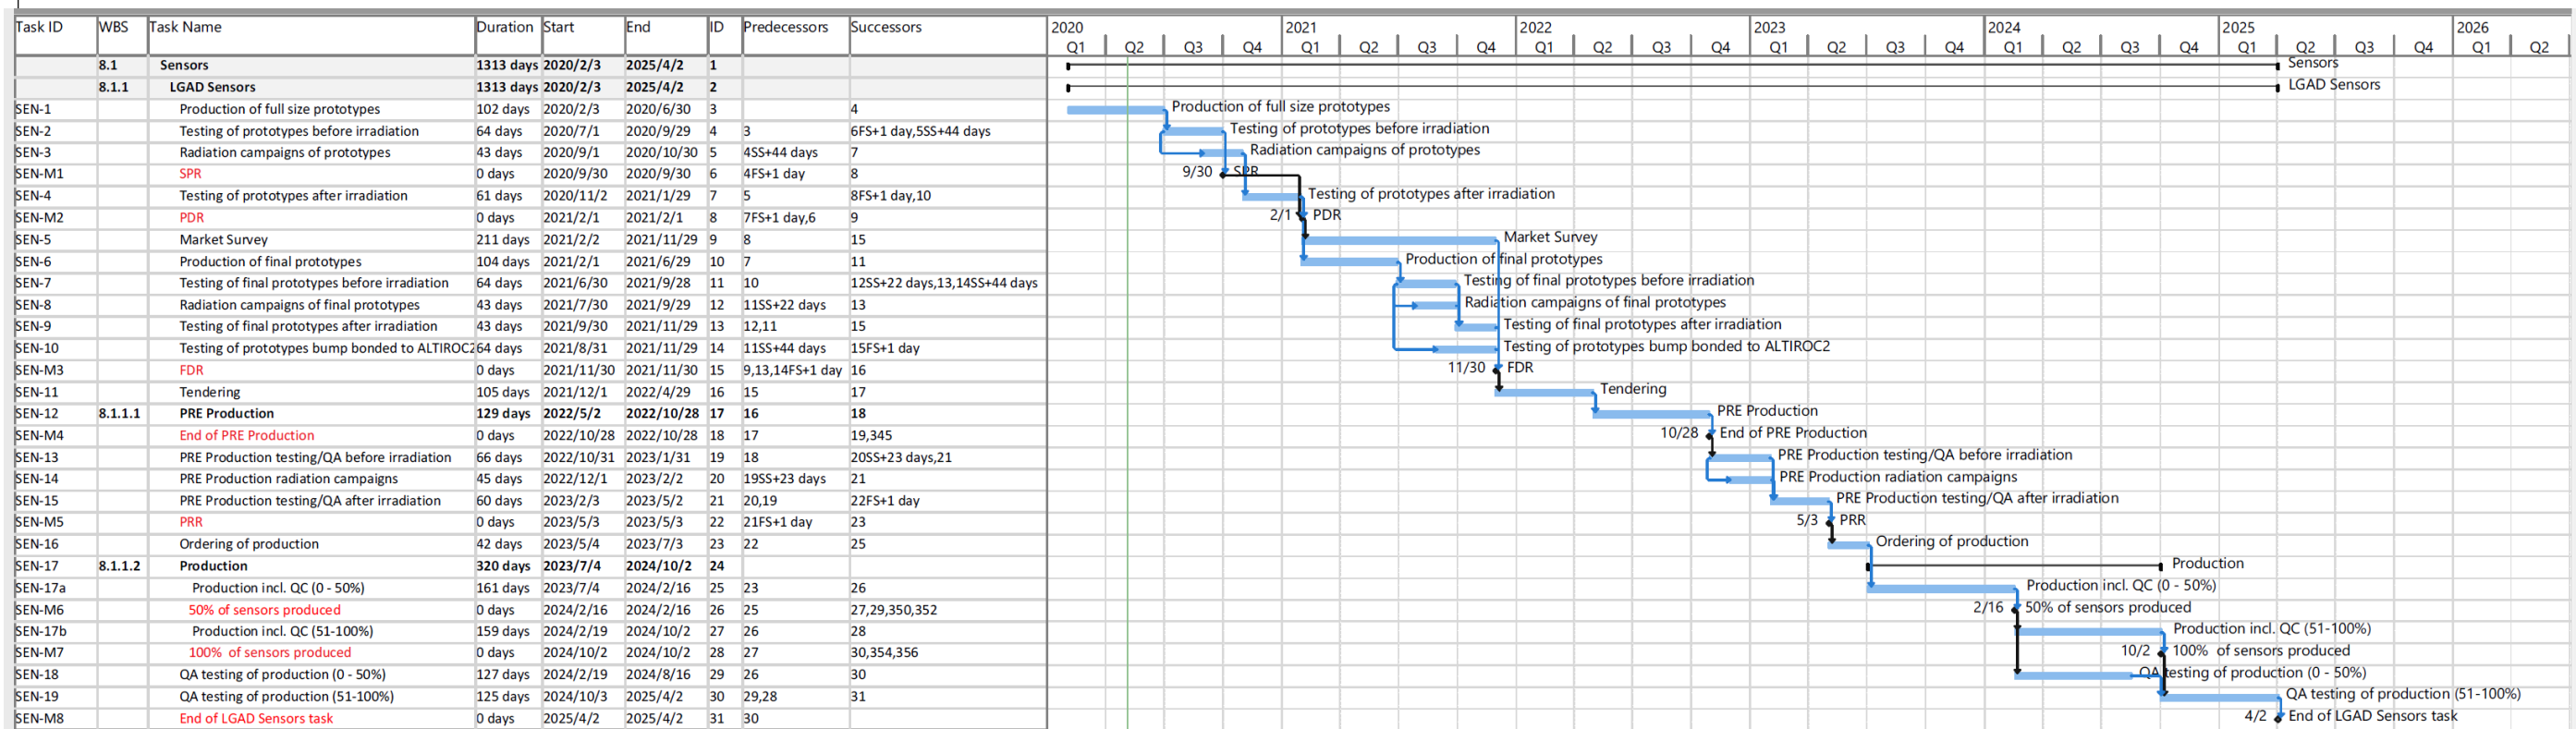 Task ID WBS Task Name Duration Start End ID Predecessors Successors 2020 2021 2022 2023 2024 2025 2026
Q1 Q2 Q3 Q4 Q1 Q2 Q3 Q4 Q1 Q2 Q3 Q4 Q1 Q2 Q3 Q4 Q1 Q2 Q3 Q4 Q1 Q2 Q3 Q4 Q1 Q2
8.1 Sensors 1313 days 2020/2/3 2025/4/2 1 Sensors
8.1.1 LGAD Sensors 1313 days 2020/2/3 2025/4/2 2 LGAD Sensors
SEN-1 Production of full size prototypes 102 days 2020/2/3 2020/6/30 3 4 Production of full size prototypes
SEN-2 Testing of prototypes before irradiation 64 days 2020/7/1 2020/9/29 4 3 6FS+1 day,5SS+44 days Testing of prototypes before irradiation
SEN-3 Radiation campaigns of prototypes 43 days 2020/9/1 2020/10/30 5 4SS+44 days 7 Radiation campaigns of prototypes
SEN-M1 SPR 0 days 2020/9/30 2020/9/30 6 4FS+1 day 8 9/30 SPR
SEN-4 Testing of prototypes after irradiation 61 days 2020/11/2 2021/1/29 7 5 8FS+1 day,10 Testing of prototypes after irradiation
SEN-M2 PDR 0 days 2021/2/1 2021/2/1 8 7FS+1 day,6 9 2/1 PDR
SEN-5 Market Survey 211 days 2021/2/2 2021/11/29 9 8 15 Market Survey
SEN-6 Production of final prototypes 104 days 2021/2/1 2021/6/29 10 7 11 Production of final prototypes
SEN-7 Testing of final prototypes before irradiation 64 days 2021/6/30 2021/9/28 11 10 12SS+22 days,13,14SS+44 days Testing of final prototypes before irradiation
SEN-8 Radiation campaigns of final prototypes 43 days 2021/7/30 2021/9/29 12 11SS+22 days 13 Radiation campaigns of final prototypes
SEN-9 Testing of final prototypes after irradiation 43 days 2021/9/30 2021/11/29 13 12,11 15 Testing of final prototypes after irradiation
SEN-10 Testing of prototypes bump bonded to ALTIROC2 64 days 2021/8/31 2021/11/29 14 11SS+44 days 15FS+1 day Testing of prototypes bump bonded to ALTIROC2
SEN-M3 FDR 0 days 2021/11/30 2021/11/30 15 9,13,14FS+1 day 16 11/30 FDR
SEN-11 Tendering 105 days 2021/12/1 2022/4/29 16 15 17 Tendering
SEN-12 8.1.1.1 PRE Production 129 days 2022/5/2 2022/10/28 17 16 18 PRE Production
SEN-M4 End of PRE Production 0 days 2022/10/28 2022/10/28 18 17 19,345 10/28 End of PRE Production
SEN-13 PRE Production testing/QA before irradiation 66 days 2022/10/31 2023/1/31 19 18 20SS+23 days,21 PRE Production testing/QA before irradiation
SEN-14 PRE Production radiation campaigns 45 days 2022/12/1 2023/2/2 20 19SS+23 days 21 PRE Production radiation campaigns
SEN-15 PRE Production testing/QA after irradiation 60 days 2023/2/3 2023/5/2 21 20,19 22FS+1 day PRE Production testing/QA after irradiation
SEN-M5 PRR 0 days 2023/5/3 2023/5/3 22 21FS+1 day 23 5/3 PRR
SEN-16 Ordering of production 42 days 2023/5/4 2023/7/3 23 22 25 Ordering of production
SEN-17 8.1.1.2 Production 320 days 2023/7/4 2024/10/2 24 Production
SEN-17a Production incl. QC (0 - 50%) 161 days 2023/7/4 2024/2/16 25 23 26 Production incl. QC (0 - 50%)
SEN-M6 50% of sensors produced 0 days 2024/2/16 2024/2/16 26 25 27,29,350,352 2/16 50% of sensors produced
SEN-17b Production incl. QC (51-100%) 159 days 2024/2/19 2024/10/2 27 26 28 Production incl. QC (51-100%)
SEN-M7 100% of sensors produced 0 days 2024/10/2 2024/10/2 28 27 30,354,356 10/2 100% of sensors produced
SEN-18 QA testing of production (0 - 50%) 127 days 2024/2/19 2024/8/16 29 26 30 QA testing of production (0 - 50%)
SEN-19 QA testing of production (51-100%) 125 days 2024/10/3 2025/4/2 30 29,28 31 QA testing of production (51-100%)
SEN-M8 End of LGAD Sensors task 0 days 2025/4/2 2025/4/2 31 30 4/2 End of LGAD Sensors task